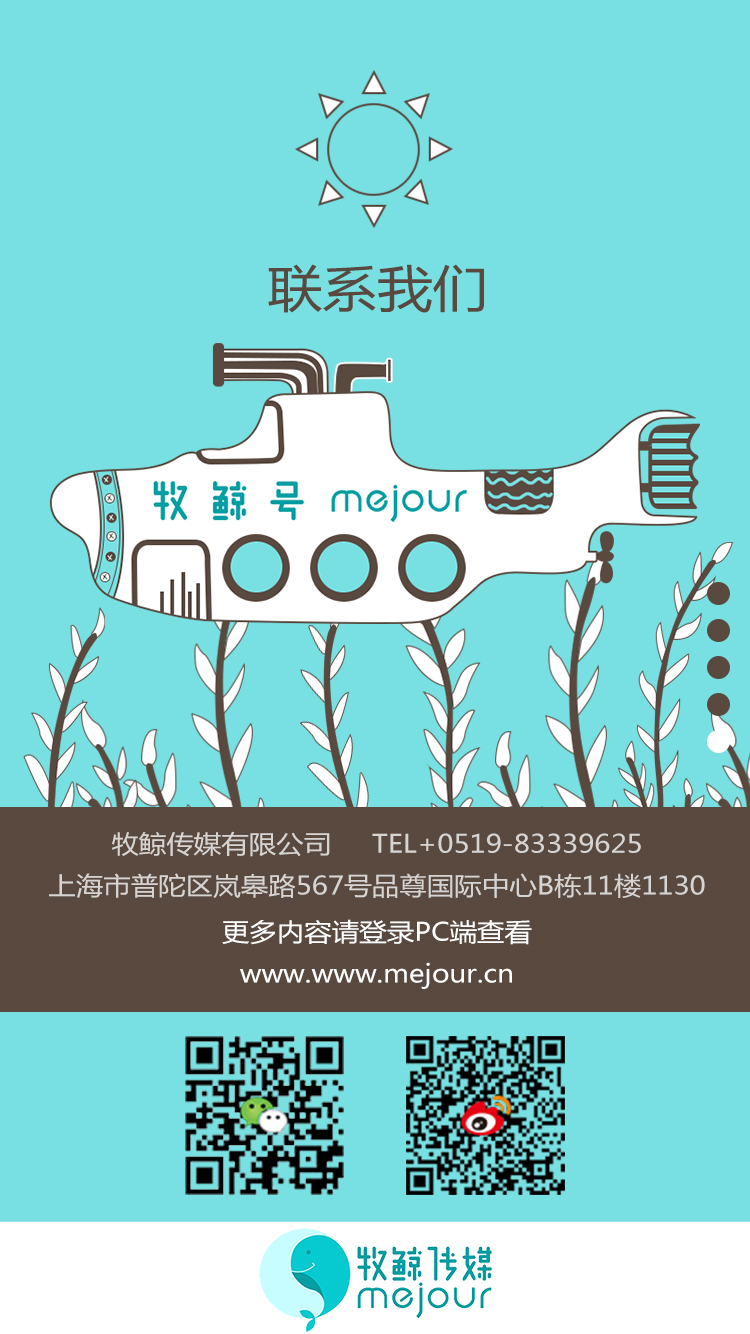 联系我们
牧鲸号 mejour
牧鲸传媒有限公司 TEL+0519-83339625
上海市普陀区岚皋路567号品尊国际中心B栋11楼1130
更多内容请登录PC端查看
www.www.mejour.cn
牧鲸传媒
mejour